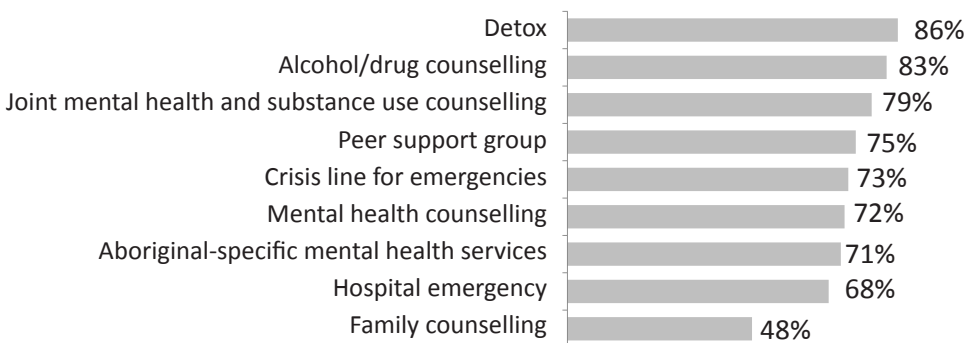 Detox 86%
Alcohol/drug counselling 83%
Joint mental health and substance use counselling 79%
Peer support group 75%
Crisis line for emergencies 73%
Mental health counselling 72%
Aboriginal-specific mental health services 71%
Hospital emergency 68%
Family counselling 48%